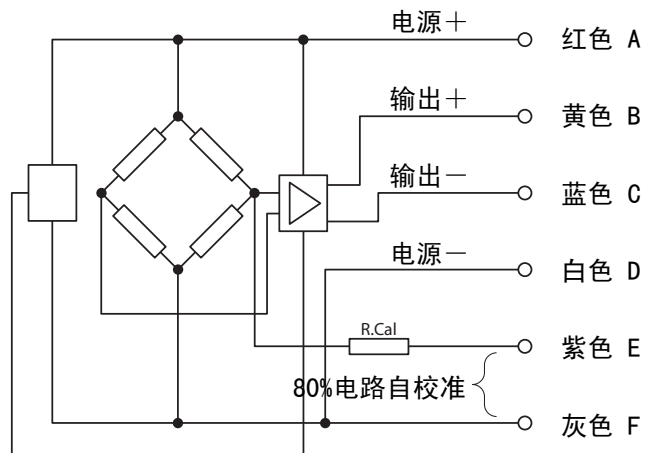 电源＋ 红色 A
输出＋ 黄色 B
输出－ 蓝色 C
电源－ 白色 D
R.Cal 紫色 E
80%电路自校准
灰色 F